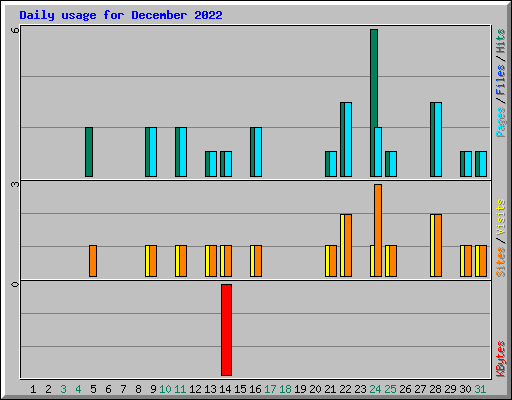 Daily usage for December 2022
6
3
0
Pages / Files / Hits
Sites / Visits
KBytes
1 2 3 4 5 6 7 8 9 10 11 12 13 14 15 16 17 18 19 20 21 22 23 24 25 26 27 28 29 30 31